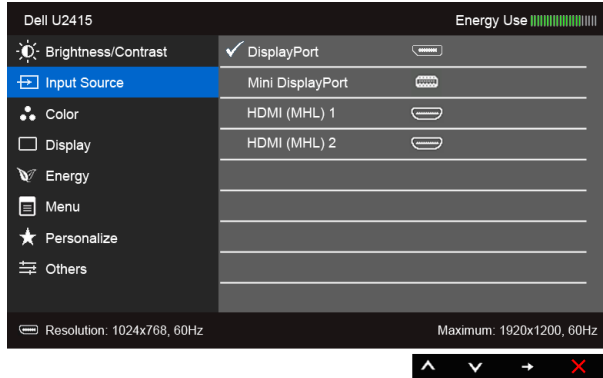 Dell U2415 Energy Use
Brightness/Contrast DisplayPort
Input Source Mini DisplayPort
Color HDMI (MHL) 1
Display HDMI (MHL) 2
Energy
Menu
Personalize
Others
Resolution: 1024x768, 60Hz Maximum: 1920x1200, 60Hz